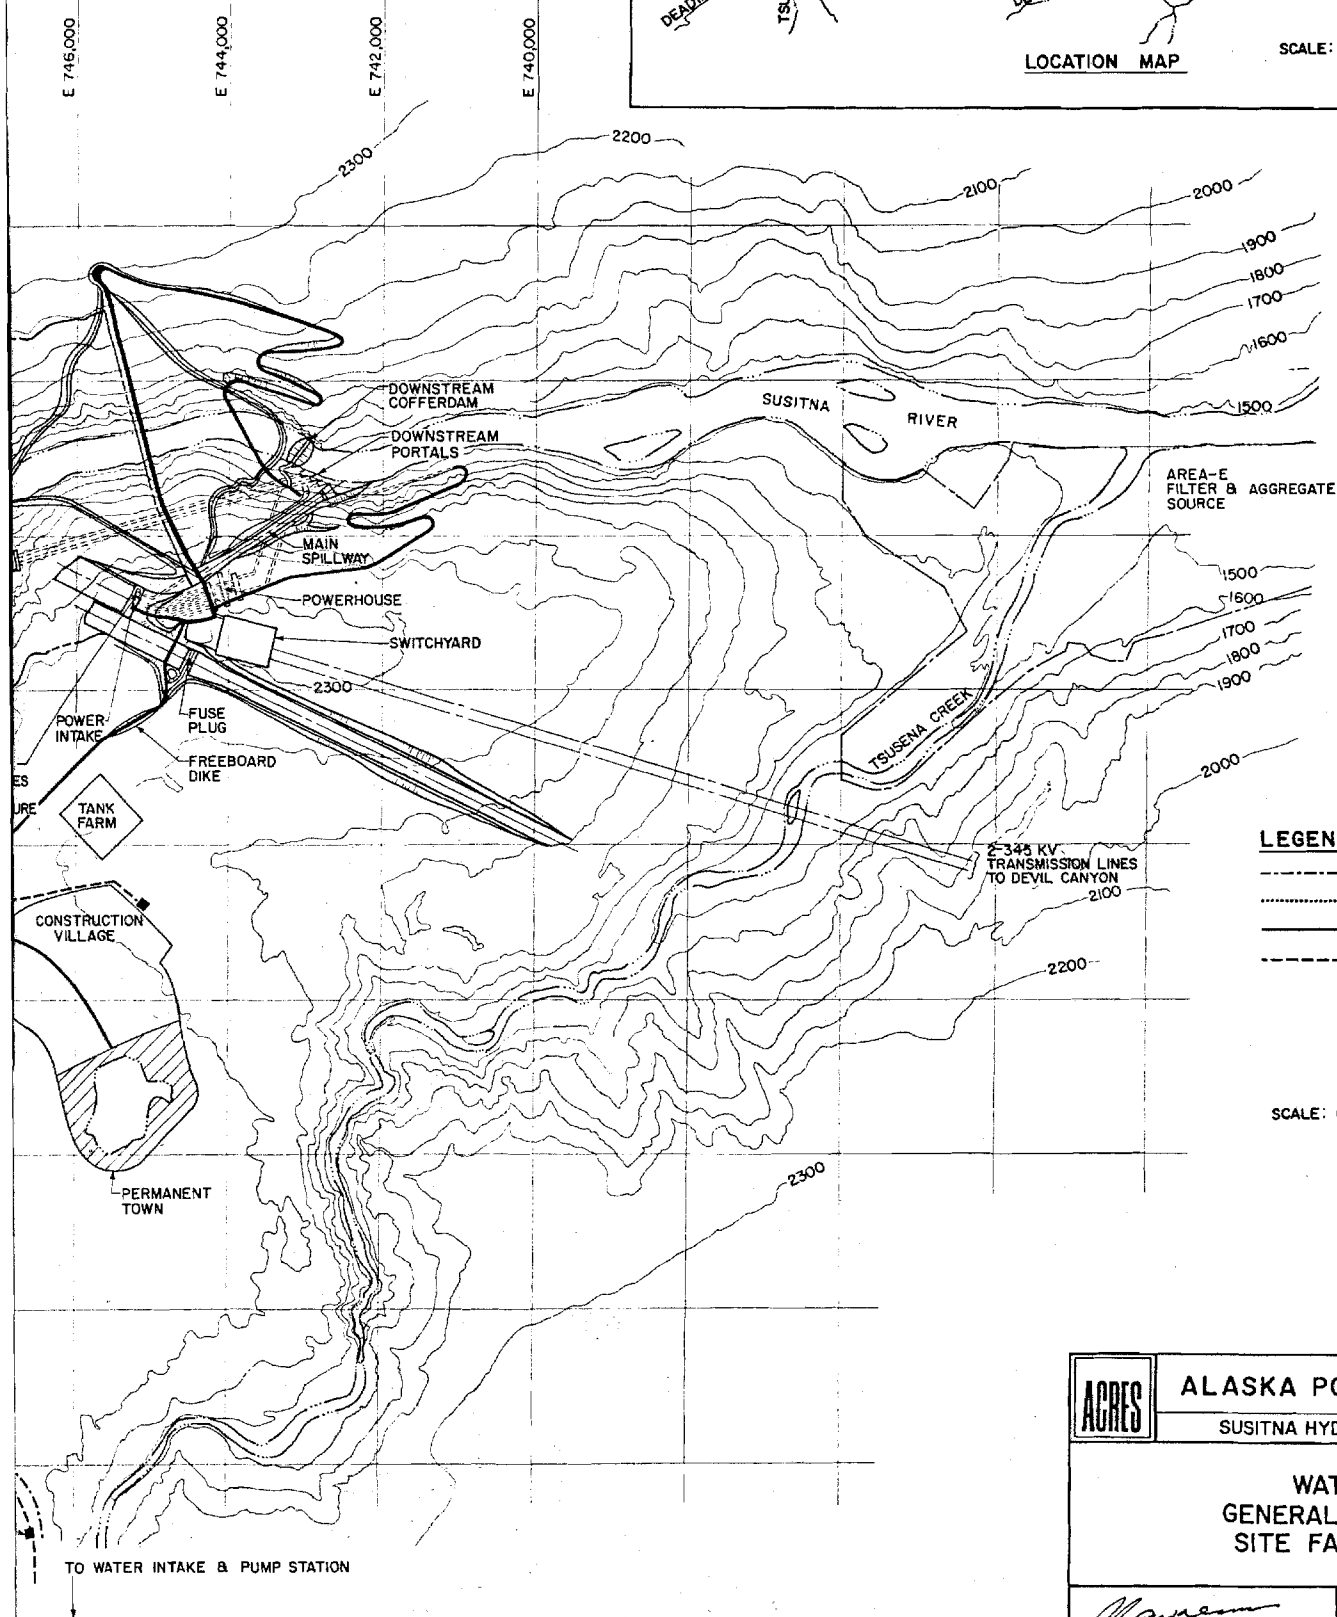 E 746,000
E 744,000
E 742,000
E 740,000
LOCATION MAP
SCALE:
2300
2200
2100
2000
1900
1800
1700
1600
1500
DOWNSTREAM
COFFERDAM
DOWNSTREAM
PORTALS
SUSITNA
RIVER
AREA-E
FILTER & AGGREGATE
SOURCE
MAIN
SPILLWAY
POWERHOUSE
SWITCHYARD
1500
1600
1700
1800
1900
2000
2300
POWER
INTAKE
FUSE
PLUG
FREEBOARD
DIKE
TSUSENA CREEK
ES
URE
TANK
FARM
2-345 KV
TRANSMISSION LINES
TO DEVIL CANYON
2100
LEGEN
CONSTRUCTION
VILLAGE
2200
SCALE:
PERMANENT
TOWN
2300
ACRES
ALASKA PO
SUSITNA HYD
WAT
GENERAL
SITE FA
TO WATER INTAKE & PUMP STATION